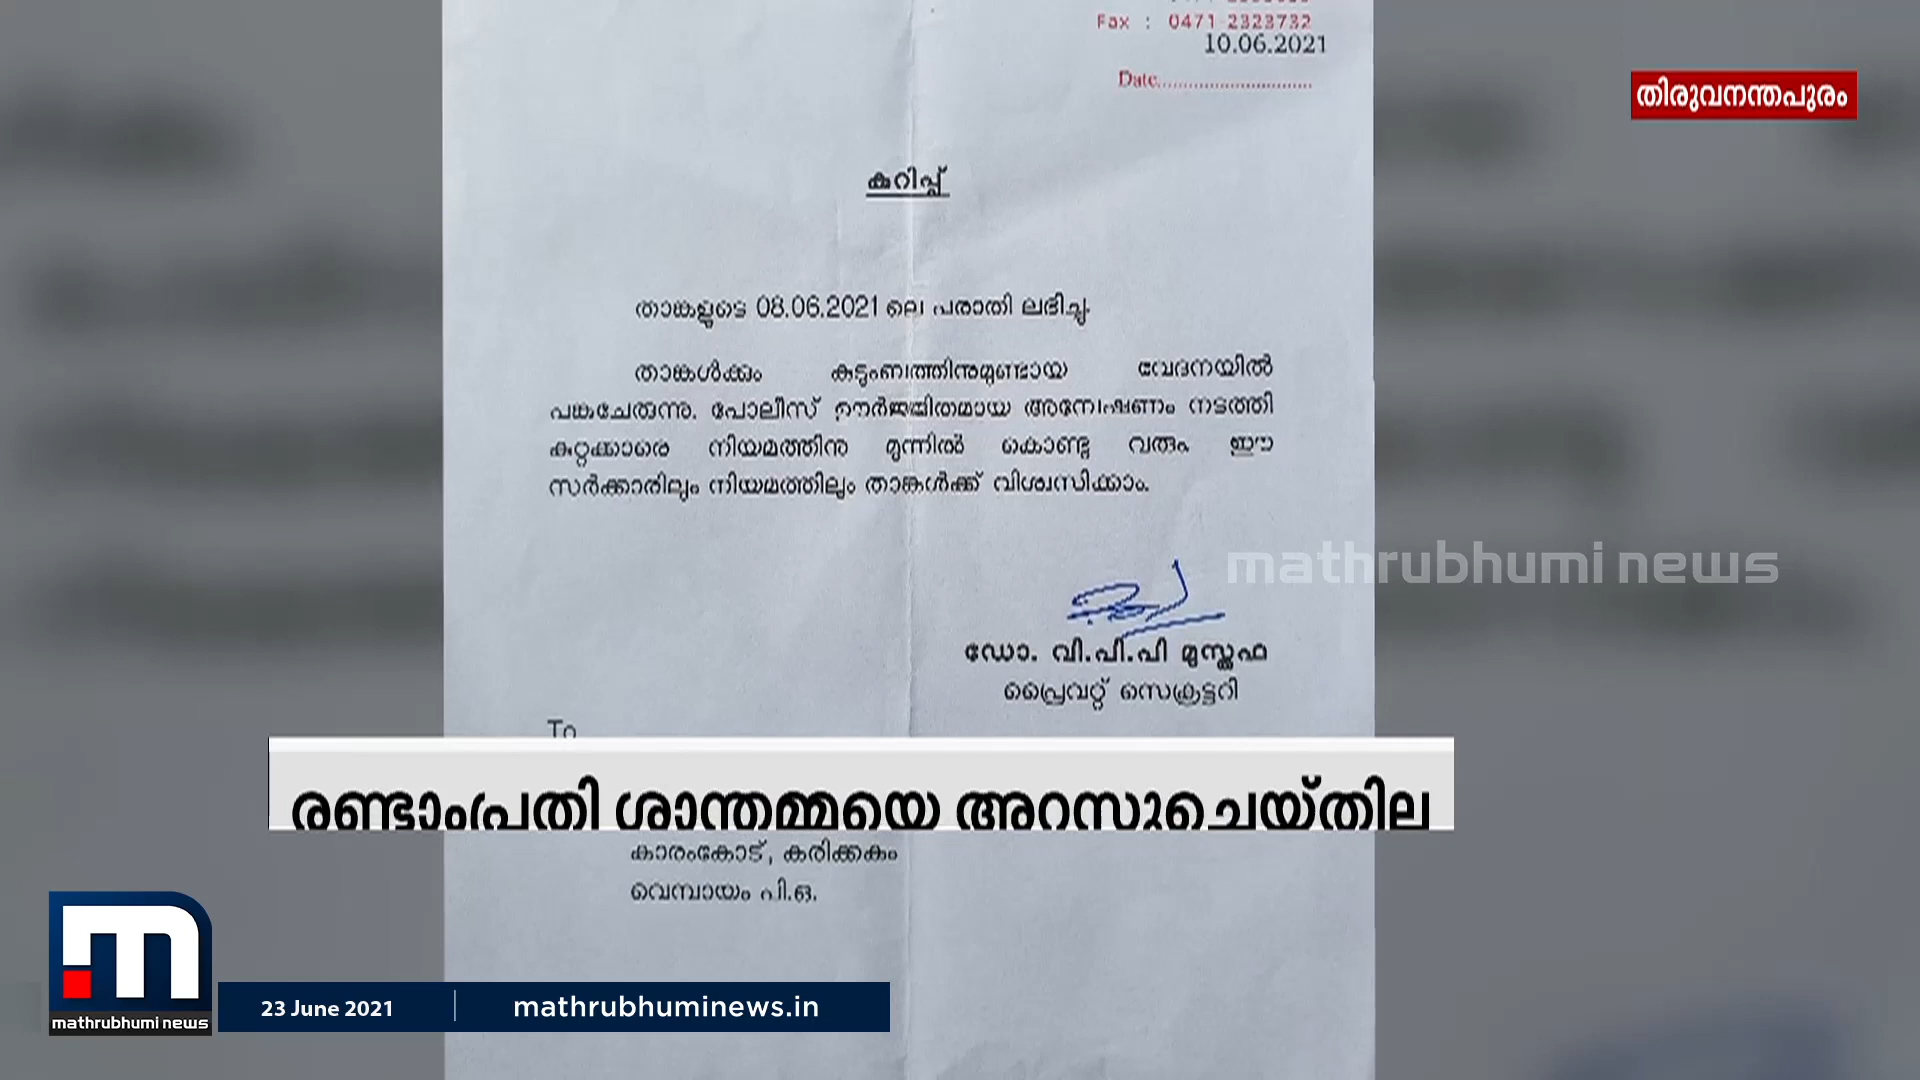 Fax : 0471 2323732
10.06.2021
Date
തിരുവനന്തപുരം
കുറിപ്പ്
താങ്കളുടെ 08.06.2021 ലെ പരാതി ലഭിച്ചു.
താങ്കൾക്കും കുടുംബത്തിനുമുണ്ടായ വേദനയിൽ
പങ്കുചേരുന്നു. പോലീസ് ഊർജ്ജിതമായ അന്വേഷണം നടത്തി
കുറ്റക്കാരെ നിയമത്തിനു മുന്നിൽ കൊണ്ടു വരും. ഈ
സർക്കാരിലും നിയമത്തിലും താങ്കൾക്ക് വിശ്വസിക്കാം.
mathrubhumi news
ഡോ. വി.പി.പി മുസ്തഫ
പ്രൈവറ്റ് സെക്രട്ടറി
To
രണ്ടാംപ്രതി ശാന്തമ്മയെ അറസ്റ്റുചെയ്തില്ല
കാരംകോട്, കരിക്കകം
വെമ്പായം പി.ഒ.
mathrubhumi news
23 June 2021
mathrubhuminews.in